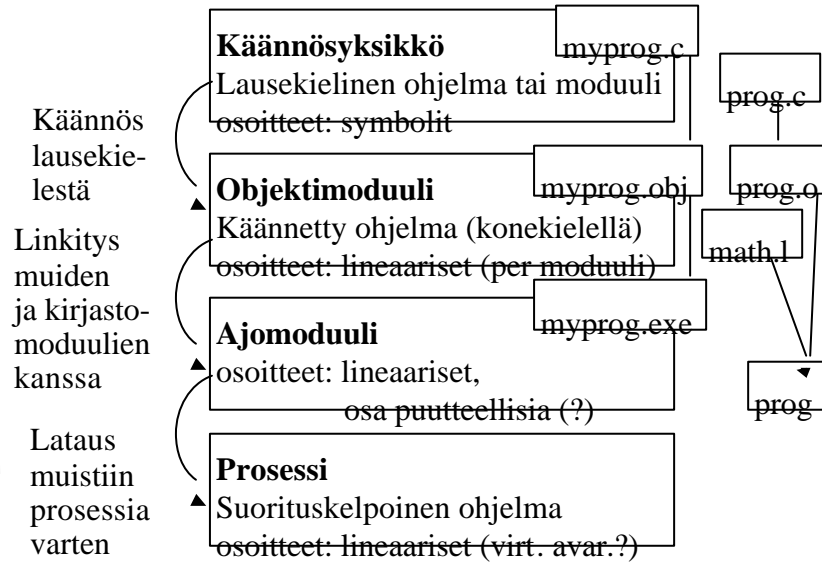 Käännösyksikkö
myprog.c
Lausekielinen ohjelma tai moduuli
osoitteet: symbolit
prog.c
Käännös
lausekie-
lestä
Objektimoduuli
myprog.obj
prog.o
Käännetty ohjelma (konekielellä)
osoitteet: lineaariset (per moduuli)
math.l
Linkitys
muiden
ja kirjasto-
moduulien
kanssa
Ajomoduuli
myprog.exe
osoitteet: lineaariset,
osa puutteellisia (?)
prog
Lataus
muistiin
prosessia
varten
Prosessi
Suorituskelpoinen ohjelma
osoitteet: lineaariset (virt. avar.?)